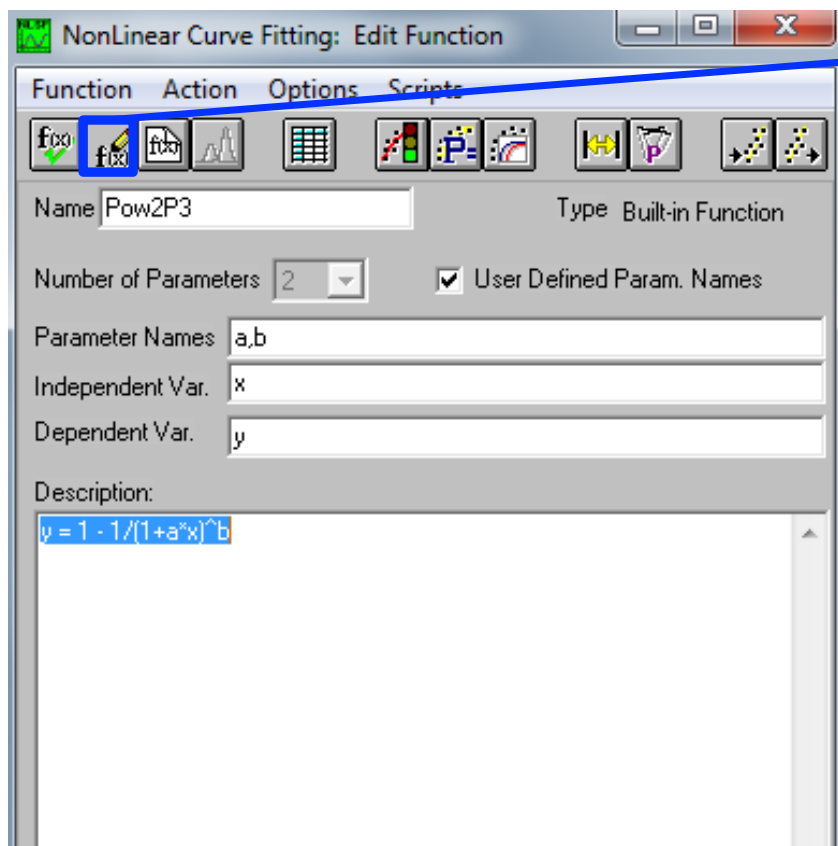 NonLinear Curve Fitting: Edit Function
Function Action Options Scripts
Name Pow2P3 Type Built-in Function
Number of Parameters 2 User Defined Param. Names
Parameter Names a,b
Independent Var. x
Dependent Var. y
Description:
y = 1 - 1/(1+a*x)^b